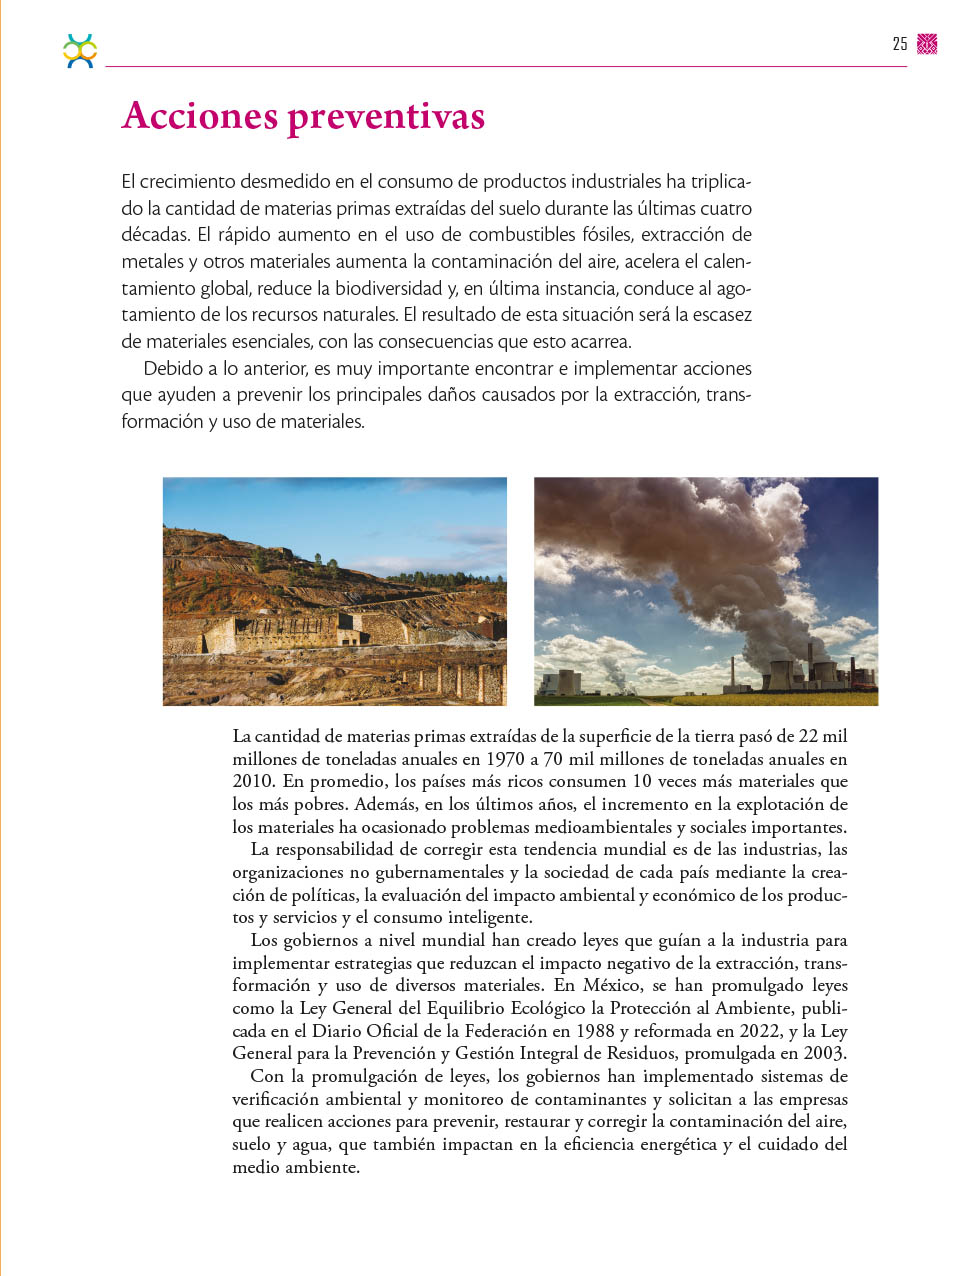 25
Acciones preventivas
El crecimiento desmedido en el consumo de productos industriales ha triplica-
do la cantidad de materias primas extraídas del suelo durante las últimas cuatro
décadas. El rápido aumento en el uso de combustibles fósiles, extracción de
metales y otros materiales aumenta la contaminación del aire, acelera el calen-
tamiento global, reduce la biodiversidad y, en última instancia, conduce al ago-
tamiento de los recursos naturales. El resultado de esta situación será la escasez
de materiales esenciales, con las consecuencias que esto acarrea.
Debido a lo anterior, es muy importante encontrar e implementar acciones
que ayuden a prevenir los principales daños causados por la extracción, trans-
formación y uso de materiales.
La cantidad de materias primas extraídas de la superficie de la tierra pasó de 22 mil
millones de toneladas anuales en 1970 a 70 mil millones de toneladas anuales en
2010. En promedio, los países más ricos consumen 10 veces más materiales que
los más pobres. Además, en los últimos años, el incremento en la explotación de
los materiales ha ocasionado problemas medioambientales y sociales importantes.
La responsabilidad de corregir esta tendencia mundial es de las industrias, las
organizaciones no gubernamentales y la sociedad de cada país mediante la crea-
ción de políticas, la evaluación del impacto ambiental y económico de los produc-
tos y servicios y el consumo inteligente.
Los gobiernos a nivel mundial han creado leyes que guían a la industria para
implementar estrategias que reduzcan el impacto negativo de la extracción, trans-
formación y uso de diversos materiales. En México, se han promulgado leyes
como la Ley General del Equilibrio Ecológico la Protección al Ambiente, publi-
cada en el Diario Oficial de la Federación en 1988 y reformada en 2022, y la Ley
General para la Prevención y Gestión Integral de Residuos, promulgada en 2003.
Con la promulgación de leyes, los gobiernos han implementado sistemas de
verificación ambiental y monitoreo de contaminantes y solicitan a las empresas
que realicen acciones para prevenir, restaurar y corregir la contaminación del aire,
suelo y agua, que también impactan en la eficiencia energética y el cuidado del
medio ambiente.